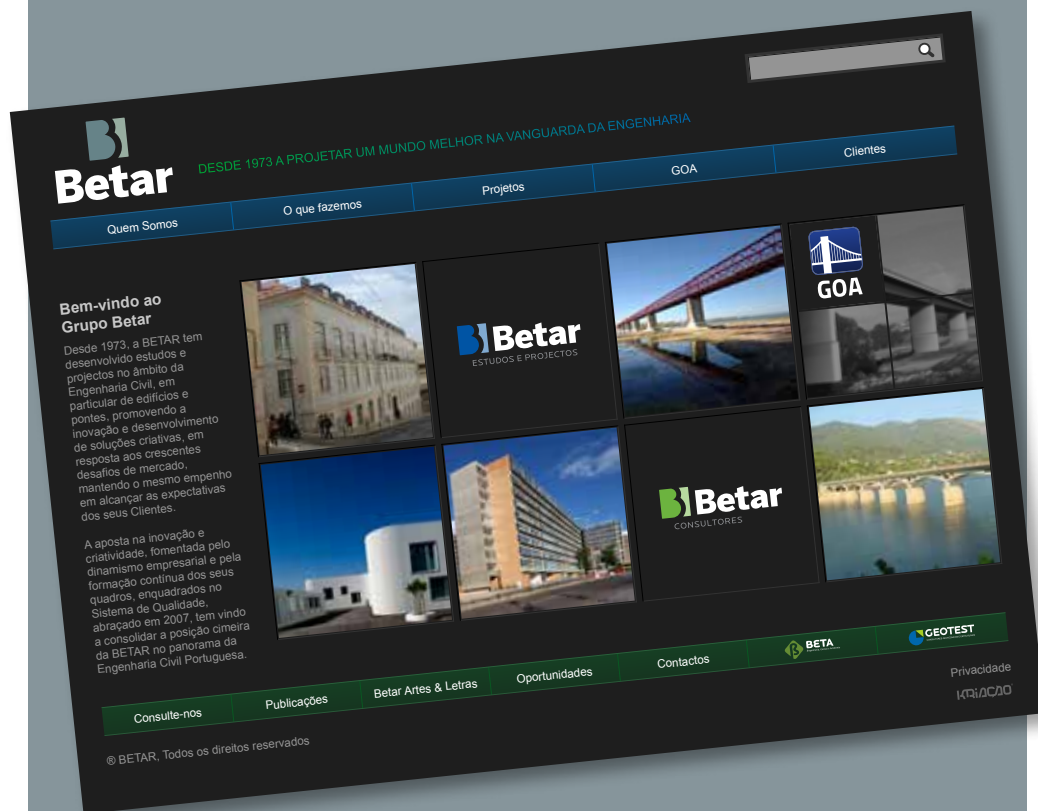 Betar
DESDE 1973 A PROJETAR UM MUNDO MELHOR NA VANGUARDA DA ENGENHARIA
Quem Somos
O que fazemos
Projetos
GOA
Clientes
Bem-vindo ao
Grupo Betar
Desde 1973, a BETAR tem
desenvolvido estudos e
projectos no âmbito da
Engenharia Civil, em
particular de edifícios e
pontes, promovendo a
inovação e desenvolvimento
de soluções criativas, em
resposta aos crescentes
desafios de mercado,
mantendo o mesmo empenho
em alcançar as expectativas
dos seus Clientes.
A aposta na inovação e
criatividade, fomentada pelo
dinamismo empresarial e pela
formação contínua dos seus
quadros, enquadrados no
Sistema de Qualidade,
abraçado em 2007, tem vindo
a consolidar a posição cimeira
da BETAR no panorama da
Engenharia Civil Portuguesa.
Betar
ESTUDOS E PROJECTOS
GOA
Betar
CONSULTORES
Consulte-nos
Publicações
Betar Artes & Letras
Oportunidades
Contactos
BETA
GEOTEST
® BETAR, Todos os direitos reservados
Privacidade
KRIAÇÃO